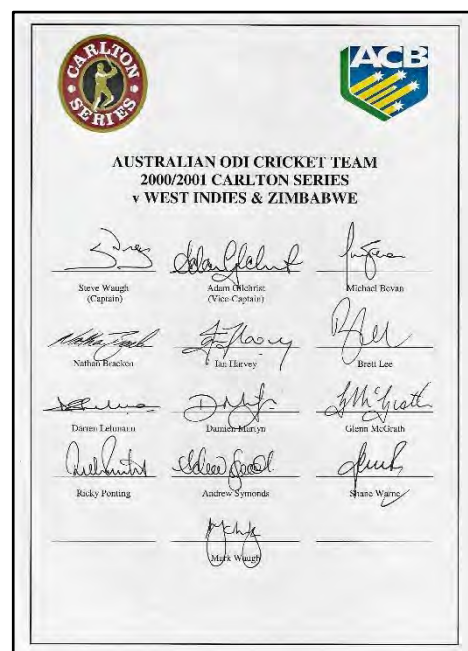 CARLTON SERIES
ACB
AUSTRALIAN ODI CRICKET TEAM
2000/2001 CARLTON SERIES
v WEST INDIES & ZIMBABWE
Steve Waugh Adam Gilchrist Michael Bevan
(Captain) (Vice-Captain)
Nathan Bracken Ian Harvey Brett Lee
Darren Lehmann Damien Martyn Glenn McGrath
Ricky Ponting Andrew Symonds Shane Warne
Mark Waugh